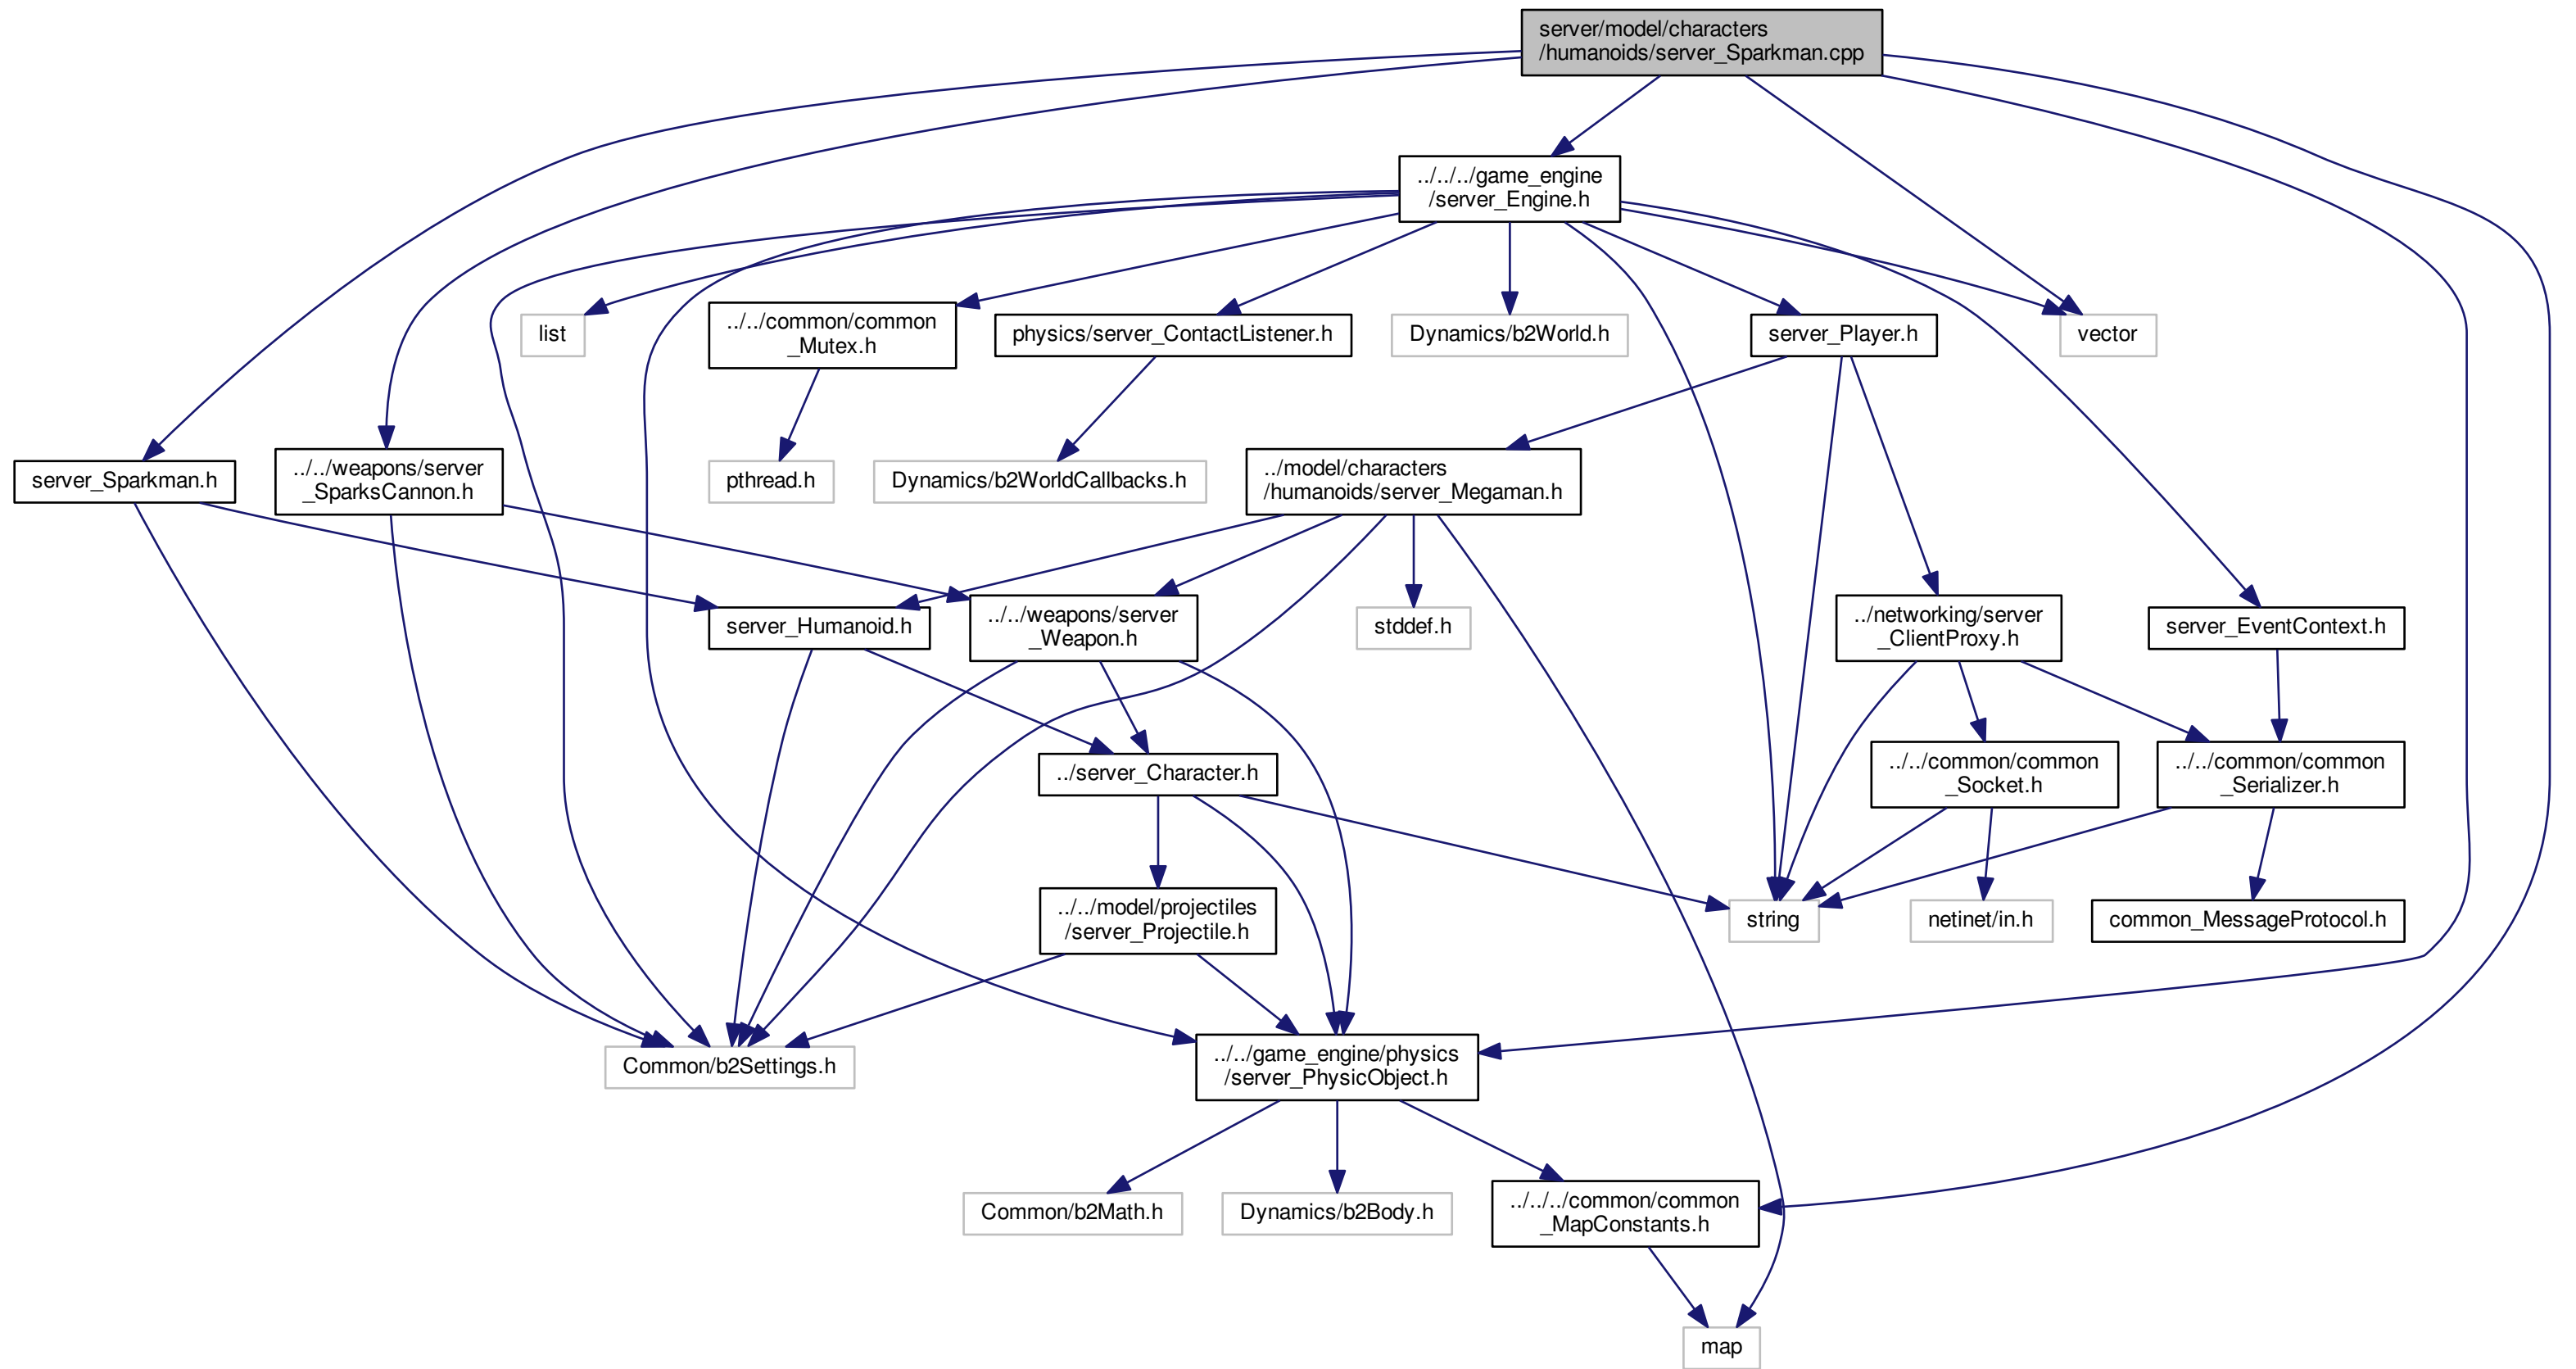 server/model/characters
/humanoids/server_Sparkman.cpp
../../../game_engine
/server_Engine.h
list
../../common/common
_Mutex.h
physics/server_ContactListener.h
Dynamics/b2World.h
server_Player.h
vector
server_Sparkman.h
../../weapons/server
_SparksCannon.h
pthread.h
Dynamics/b2WorldCallbacks.h
../model/characters
/humanoids/server_Megaman.h
server_Humanoid.h
../../weapons/server
_Weapon.h
stddef.h
../networking/server
_ClientProxy.h
server_EventContext.h
../server_Character.h
../../common/common
_Socket.h
../../common/common
_Serializer.h
../../model/projectiles
/server_Projectile.h
string
netinet/in.h
common_MessageProtocol.h
Common/b2Settings.h
../../game_engine/physics
/server_PhysicObject.h
Common/b2Math.h
Dynamics/b2Body.h
../../../common/common
_MapConstants.h
map